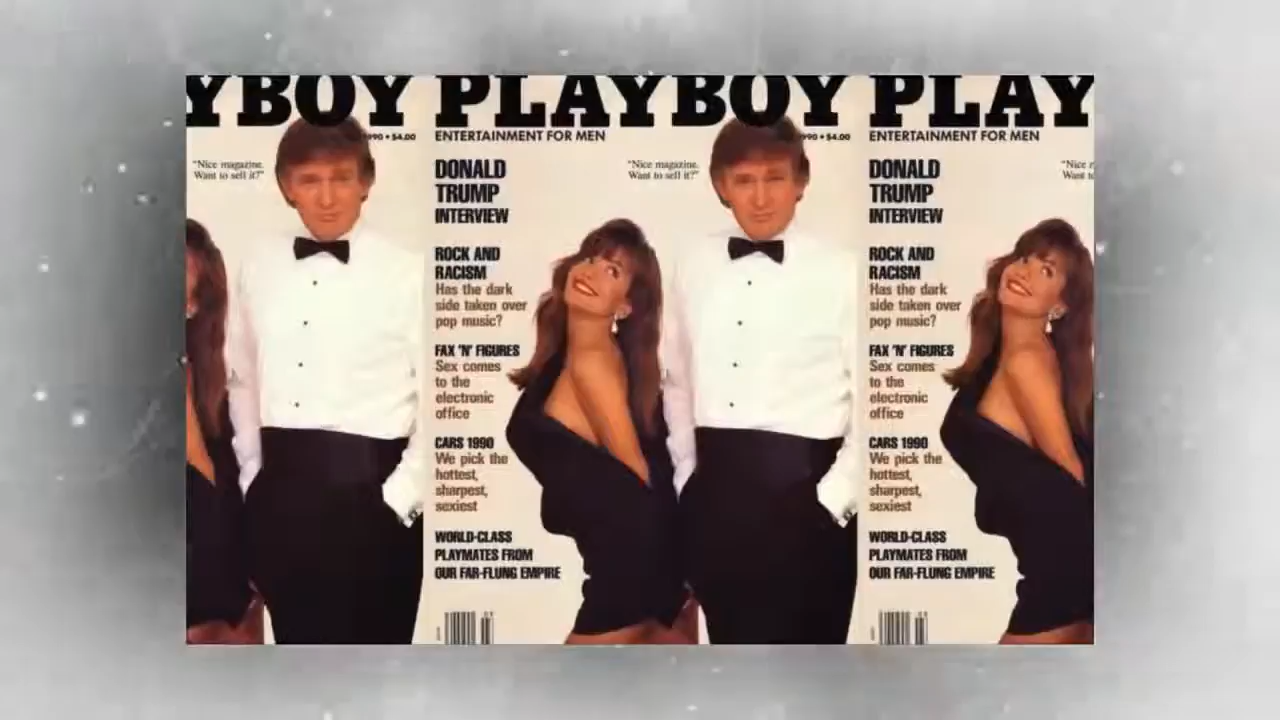 YBOY PLAYBOY PLAY
1990 • $4.00
"Nice magazine.
Want to sell it?"
ENTERTAINMENT FOR MEN
DONALD
TRUMP
INTERVIEW
ROCK AND
RACISM
Has the dark
side taken over
pop music?
FAX 'N' FIGURES
Sex comes
to the
electronic
office
CARS 1990
We pick the
hottest,
sharpest,
sexiest
WORLD-CLASS
PLAYMATES FROM
OUR FAR-FLUNG EMPIRE
"Nice magazine.
Want to sell it?"
990 • $4.00
ENTERTAINMENT FOR MEN
DONALD
TRUMP
INTERVIEW
ROCK AND
RACISM
Has the dark
side taken over
pop music?
FAX 'N' FIGURES
Sex comes
to the
electronic
office
CARS 1990
We pick the
hottest,
sharpest,
sexiest
WORLD-CLASS
PLAYMATES FROM
OUR FAR-FLUNG EMPIRE
"Nice
Want